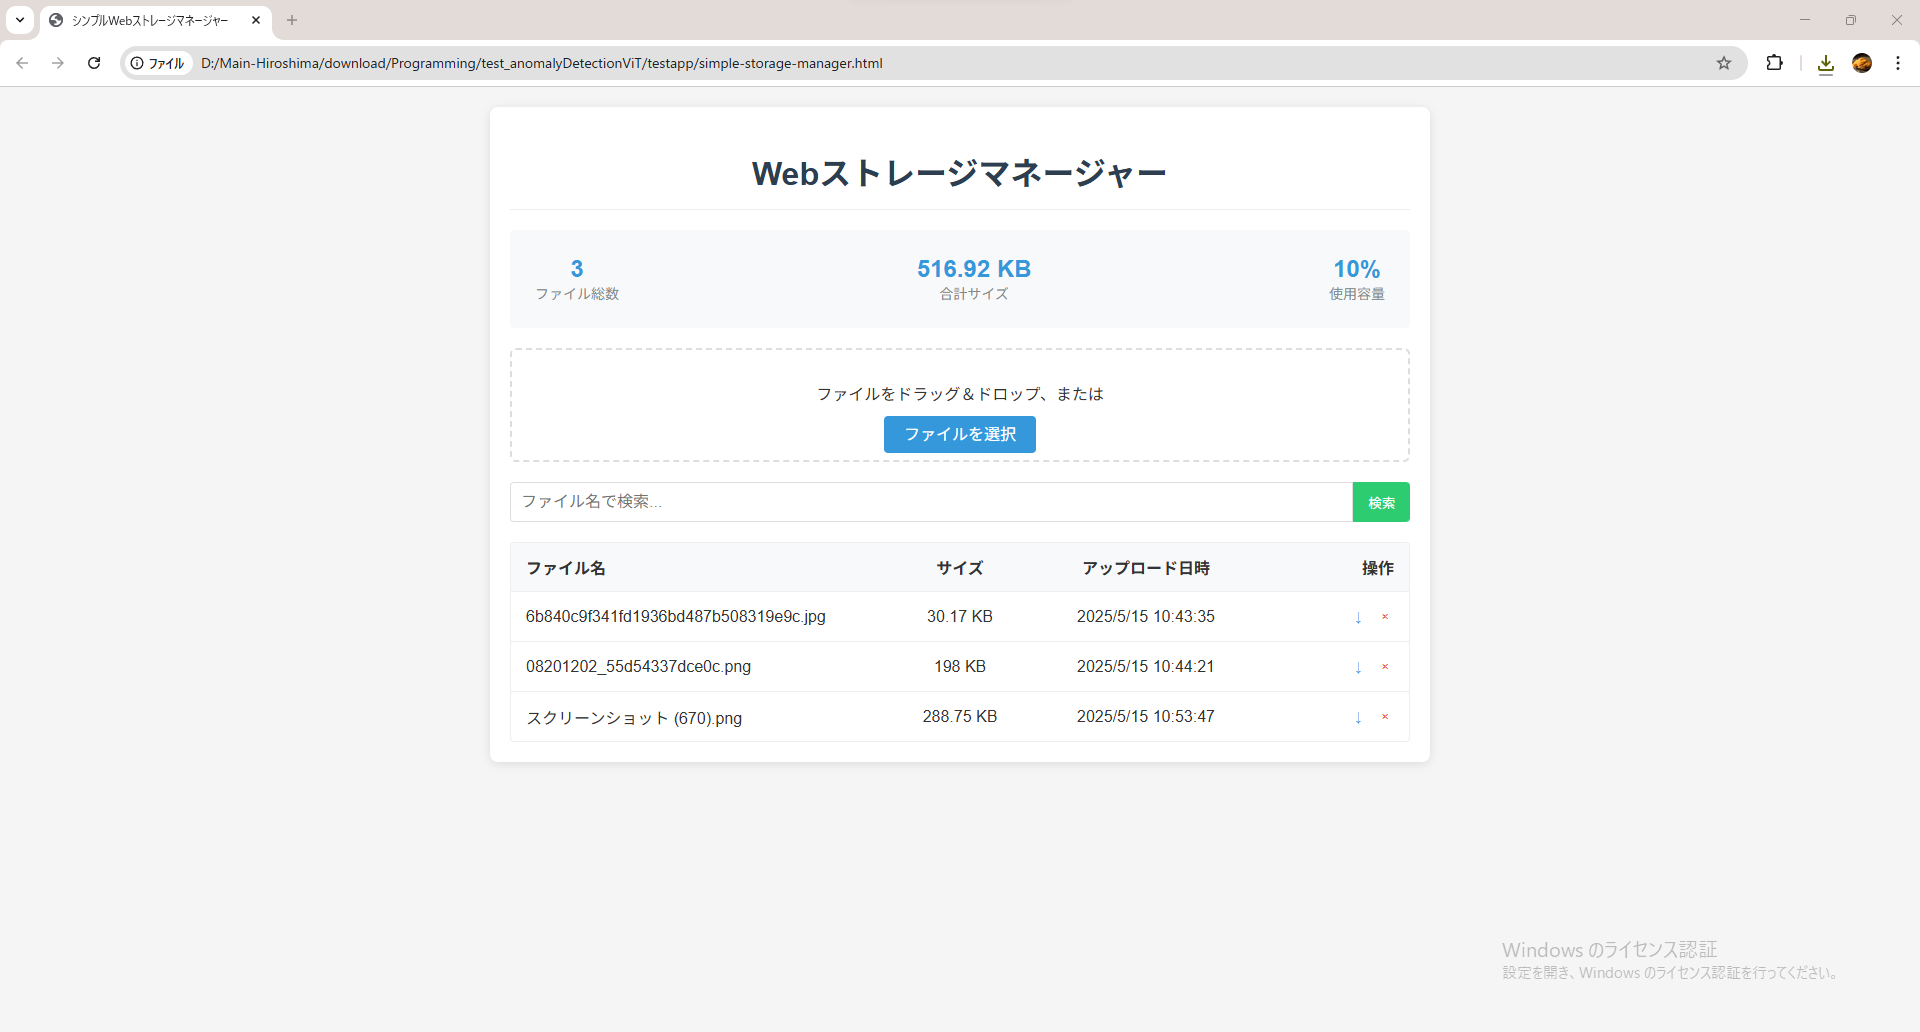 シンプルWebストレージマネージャー
ファイル D:/Main-Hiroshima/download/Programming/test_anomalyDetectionViT/testapp/simple-storage-manager.html
Webストレージマネージャー
3 516.92 KB 10%
ファイル総数 合計サイズ 使用容量
ファイルをドラッグ＆ドロップ、または
ファイルを選択
ファイル名で検索... 検索
ファイル名 サイズ アップロード日時 操作
6b840c9f341fd1936bd487b508319e9c.jpg 30.17 KB 2025/5/15 10:43:35 ↓ ×
08201202_55d54337dce0c.png 198 KB 2025/5/15 10:44:21 ↓ ×
スクリーンショット (670).png 288.75 KB 2025/5/15 10:53:47 ↓ ×
Windows のライセンス認証
設定を開き、Windows のライセンス認証を行ってください。